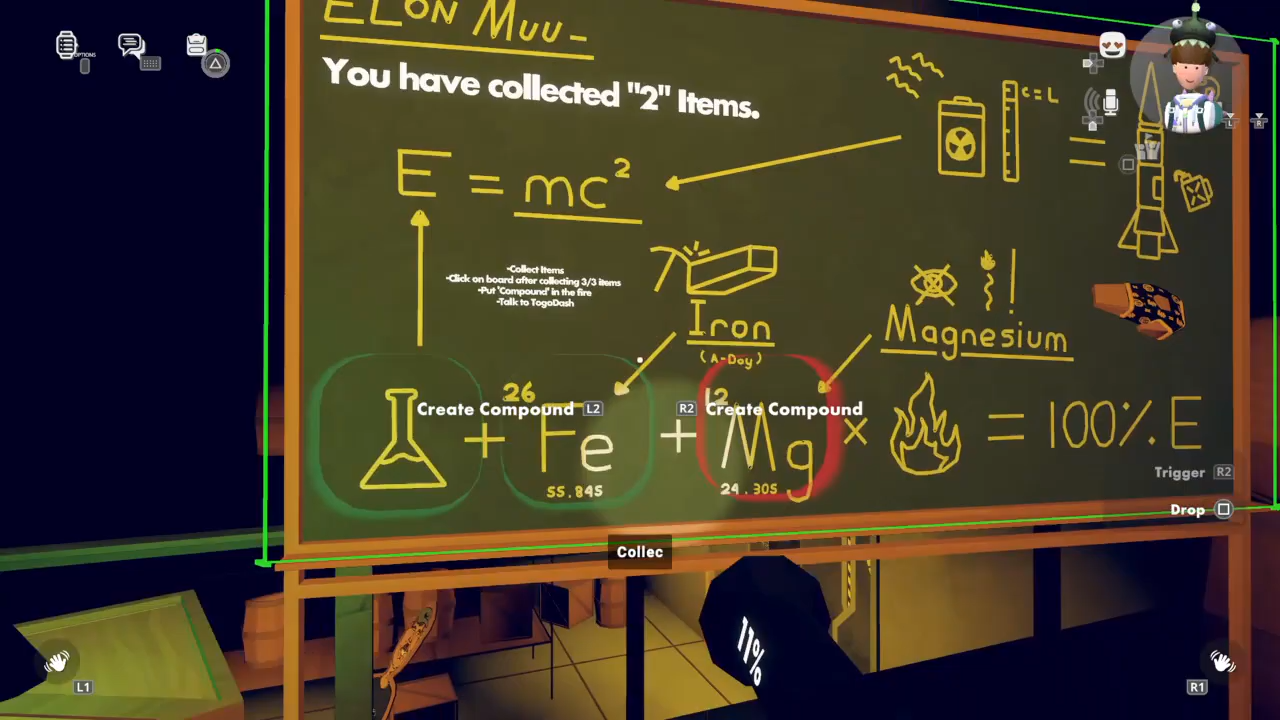 ELON MUU-
You have collected "2" Items.
c=L
E = mc²
=
-Collect Items
-Click on board after collecting 3/3 items
-Put 'Compound' in the fire
-Talk to TogoDash
Iron
(A-Day)
Magnesium
26
12
Create Compound L2
R2 Create Compound
+ Fe + Mg × = 100% E
55.845
24.305
OPTIONS
Trigger R2
Drop
Collec
11%
L1
R1
L
R